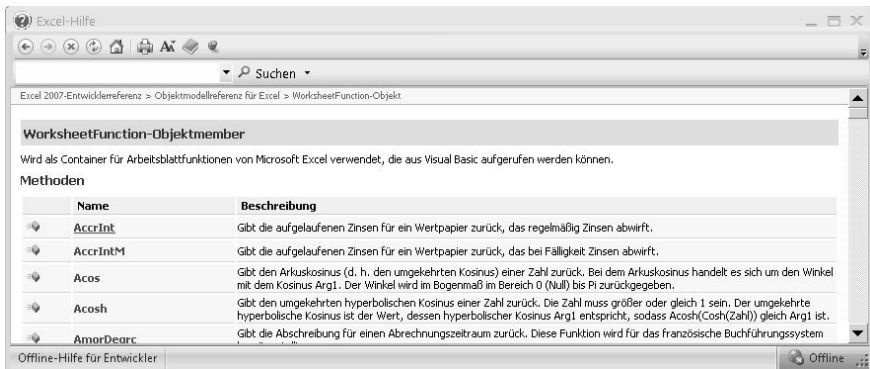 Excel-Hilfe
Suchen
Excel 2007-Entwicklerreferenz > Objektmodellreferenz für Excel > WorksheetFunction-Objekt
WorksheetFunction-Objektmember
Wird als Container für Arbeitsblattfunktionen von Microsoft Excel verwendet, die aus Visual Basic aufgerufen werden können.
Methoden
Name Beschreibung
AccrInt Gibt die aufgelaufenen Zinsen für ein Wertpapier zurück, das regelmäßig Zinsen abwirft.
AccrIntM Gibt die aufgelaufenen Zinsen für ein Wertpapier zurück, das bei Fälligkeit Zinsen abwirft.
Acos Gibt den Arkuskosinus (d. h. den umgekehrten Kosinus) einer Zahl zurück. Bei dem Arkuskosinus handelt es sich um den Winkel
mit dem Kosinus Arg1. Der Winkel wird im Bogenmaß im Bereich 0 (Null) bis Pi zurückgegeben.
Acosh Gibt den umgekehrten hyperbolischen Kosinus einer Zahl zurück. Die Zahl muss größer oder gleich 1 sein. Der umgekehrte
hyperbolische Kosinus ist der Wert, dessen hyperbolischer Kosinus Arg1 entspricht, sodass Acosh(Cosh(Zahl)) gleich Arg1 ist.
AmorDegrc Gibt die Abschreibung für einen Abrechnungszeitraum zurück. Diese Funktion wird für das französische Buchführungssystem
Offline-Hilfe für Entwickler Offline